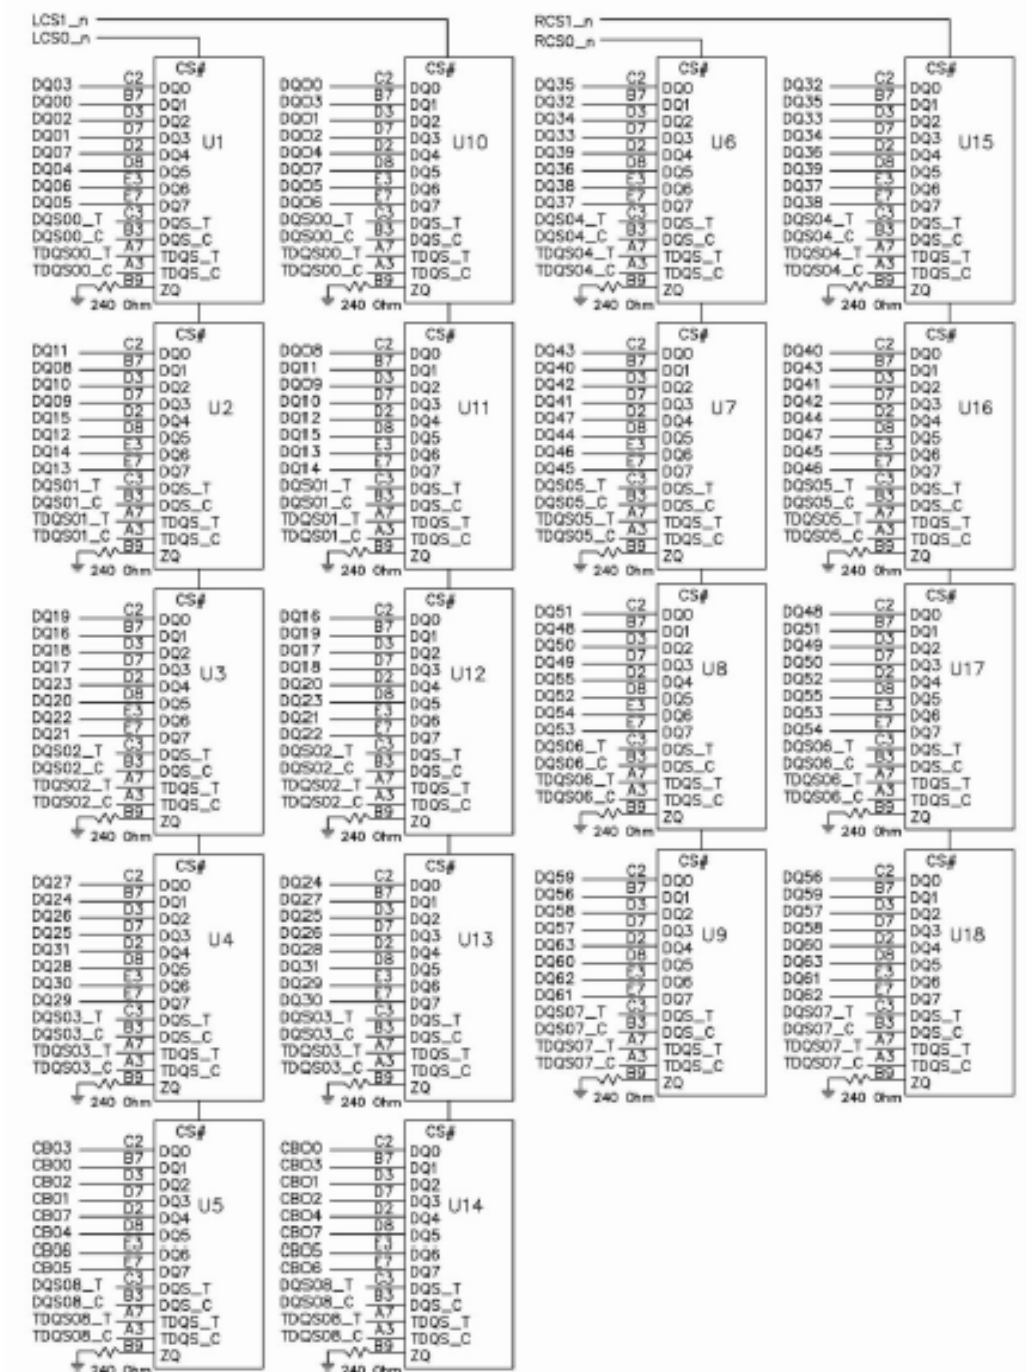 LCS1_n
LCS0_n
CS#
DQ03 C2 DQ0
DQ00 B7 DQ1
DQ02 D3 DQ2
DQ01 D7 DQ3 U1
DQ07 D2 DQ4
DQ04 D8 DQ5
DQ06 E3 DQ6
DQ05 E7 DQ7
DQS00_T C3 DQS_T
DQS00_C B3 DQS_C
TDQS00_T A7 TDQS_T
TDQS00_C A3 TDQS_C
B9 ZQ
240 Ohm
CS#
DQ11 C2 DQ0
DQ08 B7 DQ1
DQ10 D3 DQ2
DQ09 D7 DQ3 U2
DQ15 D2 DQ4
DQ12 D8 DQ5
DQ14 E3 DQ6
DQ13 E7 DQ7
DQS01_T C3 DQS_T
DQS01_C B3 DQS_C
TDQS01_T A7 TDQS_T
TDQS01_C A3 TDQS_C
B9 ZQ
240 Ohm
CS#
DQ19 C2 DQ0
DQ16 B7 DQ1
DQ18 D3 DQ2
DQ17 D7 DQ3 U3
DQ23 D2 DQ4
DQ20 D8 DQ5
DQ22 E3 DQ6
DQ21 E7 DQ7
DQS02_T C3 DQS_T
DQS02_C B3 DQS_C
TDQS02_T A7 TDQS_T
TDQS02_C A3 TDQS_C
B9 ZQ
240 Ohm
CS#
DQ27 C2 DQ0
DQ24 B7 DQ1
DQ26 D3 DQ2
DQ25 D7 DQ3 U4
DQ31 D2 DQ4
DQ28 D8 DQ5
DQ30 E3 DQ6
DQ29 E7 DQ7
DQS03_T C3 DQS_T
DQS03_C B3 DQS_C
TDQS03_T A7 TDQS_T
TDQS03_C A3 TDQS_C
B9 ZQ
240 Ohm
CS#
CB03 C2 DQ0
CB00 B7 DQ1
CB02 D3 DQ2
CB01 D7 DQ3 U5
CB07 D2 DQ4
CB04 D8 DQ5
CB06 E3 DQ6
CB05 E7 DQ7
DQS08_T C3 DQS_T
DQS08_C B3 DQS_C
TDQS08_T A7 TDQS_T
TDQS08_C A3 TDQS_C
B9 ZQ
240 Ohm
CS#
DQ00 C2 DQ0
DQ03 B7 DQ1
DQ01 D3 DQ2
DQ02 D7 DQ3 U10
DQ04 D2 DQ4
DQ07 D8 DQ5
DQ05 E3 DQ6
DQ06 E7 DQ7
DQS00_T C3 DQS_T
DQS00_C B3 DQS_C
TDQS00_T A7 TDQS_T
TDQS00_C A3 TDQS_C
B9 ZQ
240 Ohm
CS#
DQ08 C2 DQ0
DQ11 B7 DQ1
DQ09 D3 DQ2
DQ10 D7 DQ3 U11
DQ12 D2 DQ4
DQ15 D8 DQ5
DQ13 E3 DQ6
DQ14 E7 DQ7
DQS01_T C3 DQS_T
DQS01_C B3 DQS_C
TDQS01_T A7 TDQS_T
TDQS01_C A3 TDQS_C
B9 ZQ
240 Ohm
CS#
DQ16 C2 DQ0
DQ19 B7 DQ1
DQ17 D3 DQ2
DQ18 D7 DQ3 U12
DQ20 D2 DQ4
DQ23 D8 DQ5
DQ21 E3 DQ6
DQ22 E7 DQ7
DQS02_T C3 DQS_T
DQS02_C B3 DQS_C
TDQS02_T A7 TDQS_T
TDQS02_C A3 TDQS_C
B9 ZQ
240 Ohm
CS#
DQ24 C2 DQ0
DQ27 B7 DQ1
DQ25 D3 DQ2
DQ26 D7 DQ3 U13
DQ28 D2 DQ4
DQ31 D8 DQ5
DQ29 E3 DQ6
DQ30 E7 DQ7
DQS03_T C3 DQS_T
DQS03_C B3 DQS_C
TDQS03_T A7 TDQS_T
TDQS03_C A3 TDQS_C
B9 ZQ
240 Ohm
CS#
CB00 C2 DQ0
CB03 B7 DQ1
CB01 D3 DQ2
CB02 D7 DQ3 U14
CB04 D2 DQ4
CB07 D8 DQ5
CB05 E3 DQ6
CB06 E7 DQ7
DQS08_T C3 DQS_T
DQS08_C B3 DQS_C
TDQS08_T A7 TDQS_T
TDQS08_C A3 TDQS_C
B9 ZQ
240 Ohm
RCS1_n
RCS0_n
CS#
DQ35 C2 DQ0
DQ32 B7 DQ1
DQ34 D3 DQ2
DQ33 D7 DQ3 U6
DQ39 D2 DQ4
DQ36 D8 DQ5
DQ38 E3 DQ6
DQ37 E7 DQ7
DQS04_T C3 DQS_T
DQS04_C B3 DQS_C
TDQS04_T A7 TDQS_T
TDQS04_C A3 TDQS_C
B9 ZQ
240 Ohm
CS#
DQ43 C2 DQ0
DQ40 B7 DQ1
DQ42 D3 DQ2
DQ41 D7 DQ3 U7
DQ47 D2 DQ4
DQ44 D8 DQ5
DQ46 E3 DQ6
DQ45 E7 DQ7
DQS05_T C3 DQS_T
DQS05_C B3 DQS_C
TDQS05_T A7 TDQS_T
TDQS05_C A3 TDQS_C
B9 ZQ
240 Ohm
CS#
DQ51 C2 DQ0
DQ48 B7 DQ1
DQ50 D3 DQ2
DQ49 D7 DQ3 U8
DQ55 D2 DQ4
DQ52 D8 DQ5
DQ54 E3 DQ6
DQ53 E7 DQ7
DQS06_T C3 DQS_T
DQS06_C B3 DQS_C
TDQS06_T A7 TDQS_T
TDQS06_C A3 TDQS_C
B9 ZQ
240 Ohm
CS#
DQ59 C2 DQ0
DQ56 B7 DQ1
DQ58 D3 DQ2
DQ57 D7 DQ3 U9
DQ63 D2 DQ4
DQ60 D8 DQ5
DQ62 E3 DQ6
DQ61 E7 DQ7
DQS07_T C3 DQS_T
DQS07_C B3 DQS_C
TDQS07_T A7 TDQS_T
TDQS07_C A3 TDQS_C
B9 ZQ
240 Ohm
CS#
DQ32 C2 DQ0
DQ35 B7 DQ1
DQ33 D3 DQ2
DQ34 D7 DQ3 U15
DQ36 D2 DQ4
DQ39 D8 DQ5
DQ37 E3 DQ6
DQ38 E7 DQ7
DQS04_T C3 DQS_T
DQS04_C B3 DQS_C
TDQS04_T A7 TDQS_T
TDQS04_C A3 TDQS_C
B9 ZQ
240 Ohm
CS#
DQ40 C2 DQ0
DQ43 B7 DQ1
DQ41 D3 DQ2
DQ42 D7 DQ3 U16
DQ44 D2 DQ4
DQ47 D8 DQ5
DQ45 E3 DQ6
DQ46 E7 DQ7
DQS05_T C3 DQS_T
DQS05_C B3 DQS_C
TDQS05_T A7 TDQS_T
TDQS05_C A3 TDQS_C
B9 ZQ
240 Ohm
CS#
DQ48 C2 DQ0
DQ51 B7 DQ1
DQ49 D3 DQ2
DQ50 D7 DQ3 U17
DQ52 D2 DQ4
DQ55 D8 DQ5
DQ53 E3 DQ6
DQ54 E7 DQ7
DQS06_T C3 DQS_T
DQS06_C B3 DQS_C
TDQS06_T A7 TDQS_T
TDQS06_C A3 TDQS_C
B9 ZQ
240 Ohm
CS#
DQ56 C2 DQ0
DQ59 B7 DQ1
DQ57 D3 DQ2
DQ58 D7 DQ3 U18
DQ60 D2 DQ4
DQ63 D8 DQ5
DQ61 E3 DQ6
DQ62 E7 DQ7
DQS07_T C3 DQS_T
DQS07_C B3 DQS_C
TDQS07_T A7 TDQS_T
TDQS07_C A3 TDQS_C
B9 ZQ
240 Ohm